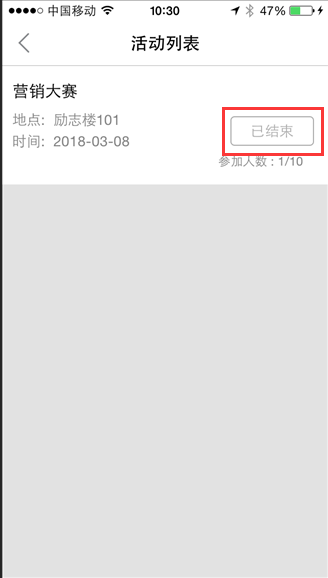 中国移动 10:30 47%
活动列表
营销大赛
地点: 励志楼101
已结束
时间: 2018-03-08
参加人数 : 1/10